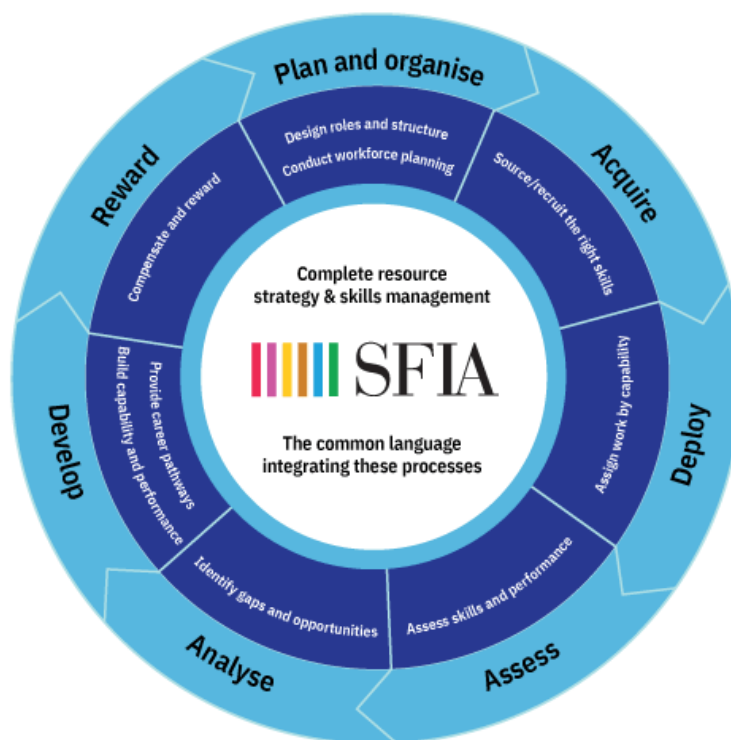 Plan and organise
Design roles and structure
Conduct workforce planning
Acquire
Source/recruit the right skills
Deploy
Assign work by capability
Assess
Assess skills and performance
Analyse
Identify gaps and opportunities
Develop
Provide career pathways
Build capability and performance
Reward
Compensate and reward
Complete resource
strategy & skills management
SFIA
The common language
integrating these processes